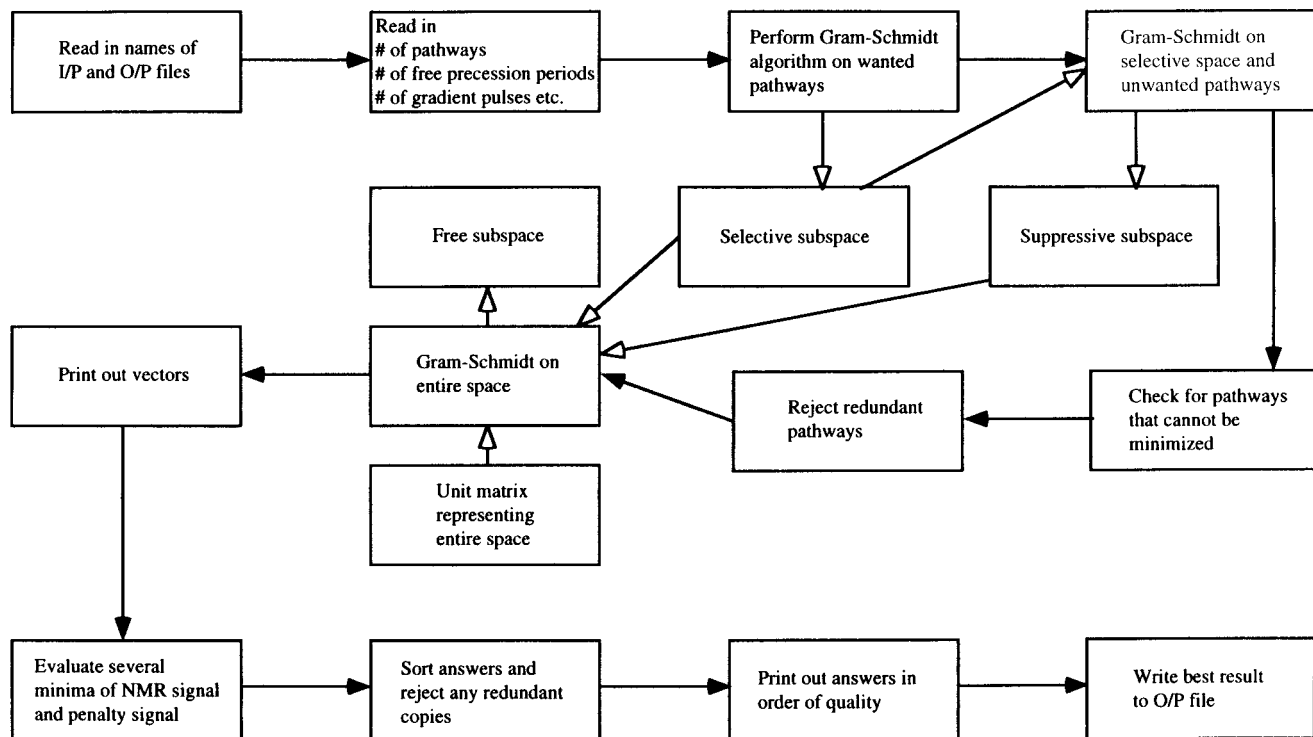 Read in names of
I/P and O/P files
Read in
# of pathways
# of free precession periods
# of gradient pulses etc.
Perform Gram-Schmidt
algorithm on wanted
pathways
Gram-Schmidt on
selective space and
unwanted pathways
Free subspace
Selective subspace
Suppressive subspace
Print out vectors
Gram-Schmidt on
entire space
Reject redundant
pathways
Check for pathways
that cannot be
minimized
Unit matrix
representing
entire space
Evaluate several
minima of NMR signal
and penalty signal
Sort answers and
reject any redundant
copies
Print out answers in
order of quality
Write best result
to O/P file